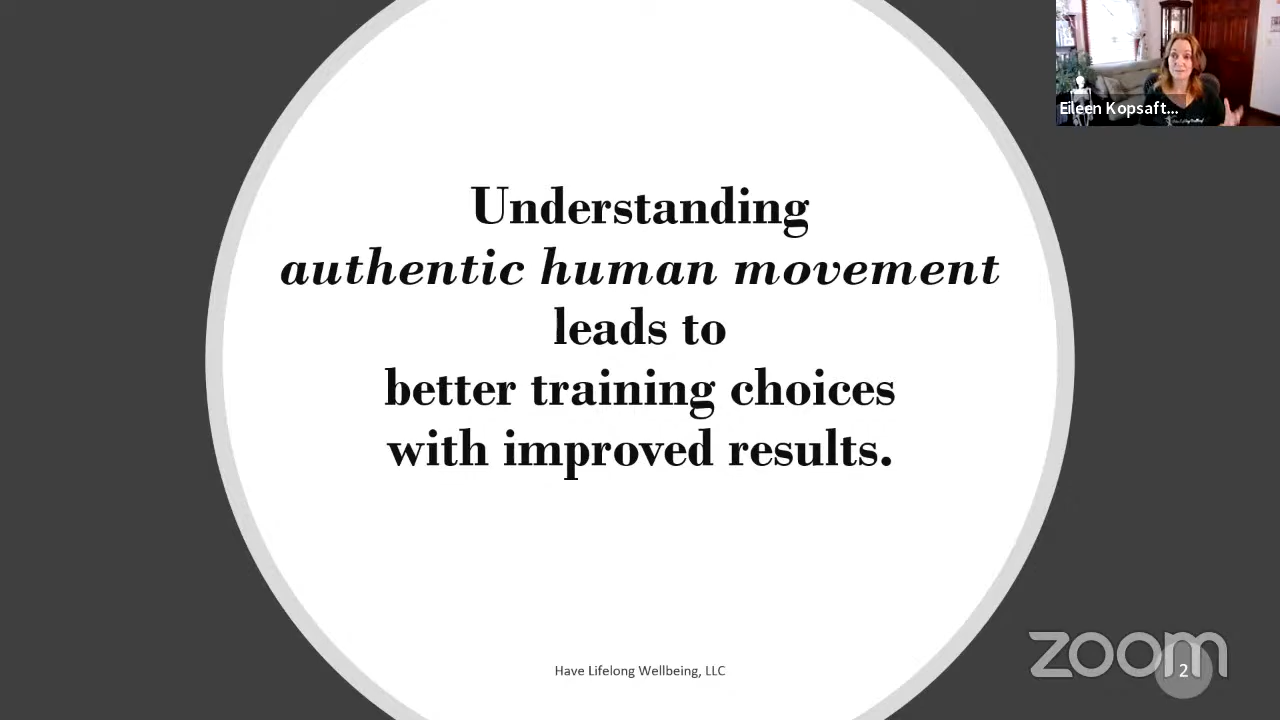 Eileen Kopsaft...
Understanding
authentic human movement
leads to
better training choices
with improved results.
Have Lifelong Wellbeing, LLC
zoom
2